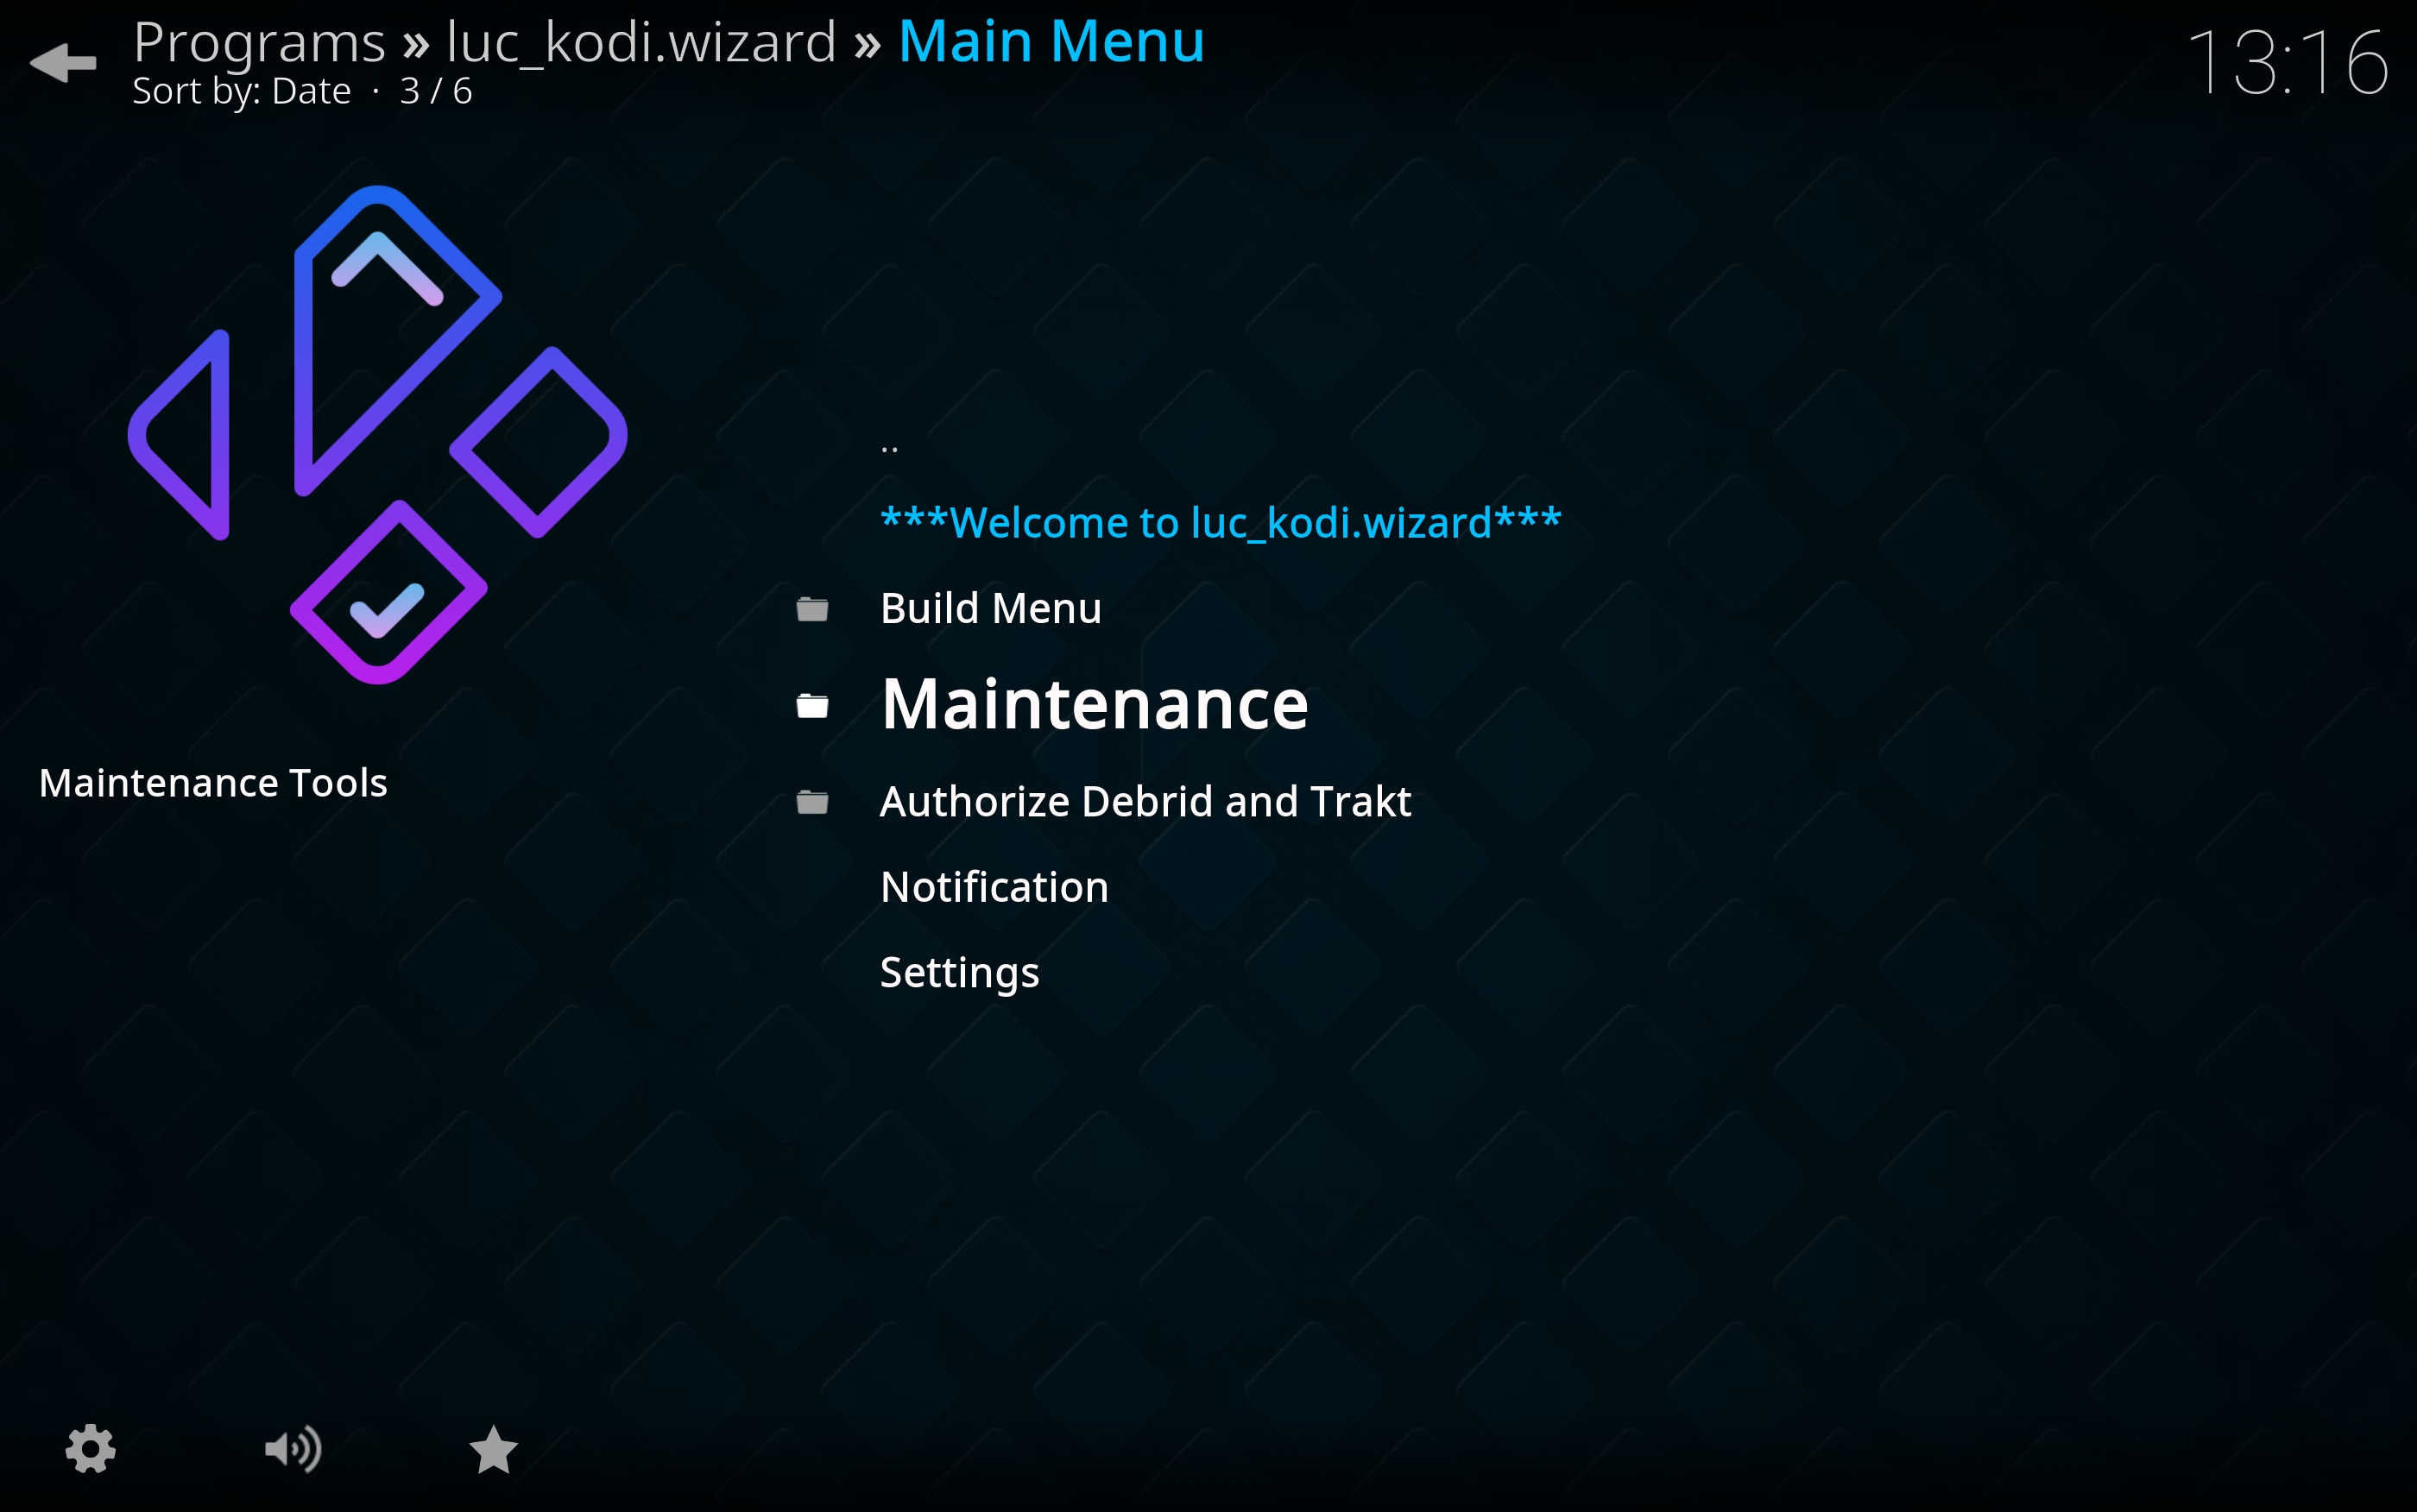 Programs » luc_kodi.wizard » Main Menu
Sort by: Date · 3 / 6
13:16
..
***Welcome to luc_kodi.wizard***
Build Menu
Maintenance
Maintenance Tools
Authorize Debrid and Trakt
Notification
Settings